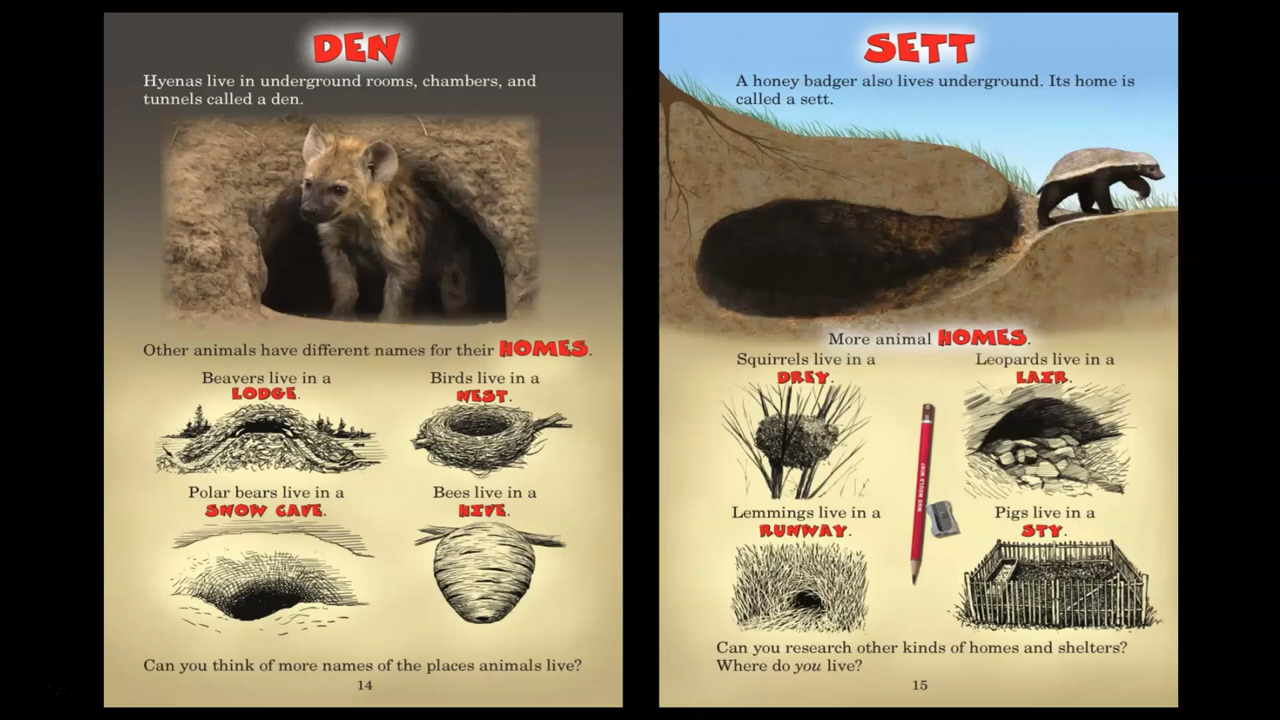 DEN
Hyenas live in underground rooms, chambers, and
tunnels called a den.
Other animals have different names for their HOMES.
Beavers live in a
LODGE.
Birds live in a
NEST.
Polar bears live in a
SNOW CAVE.
Bees live in a
HIVE.
Can you think of more names of the places animals live?
14
SETT
A honey badger also lives underground. Its home is
called a sett.
More animal HOMES.
Squirrels live in a
DREY.
Leopards live in a
LAIR.
WHO WOULD WIN?
Lemmings live in a
RUNWAY.
Pigs live in a
STY.
Can you research other kinds of homes and shelters?
Where do you live?
15